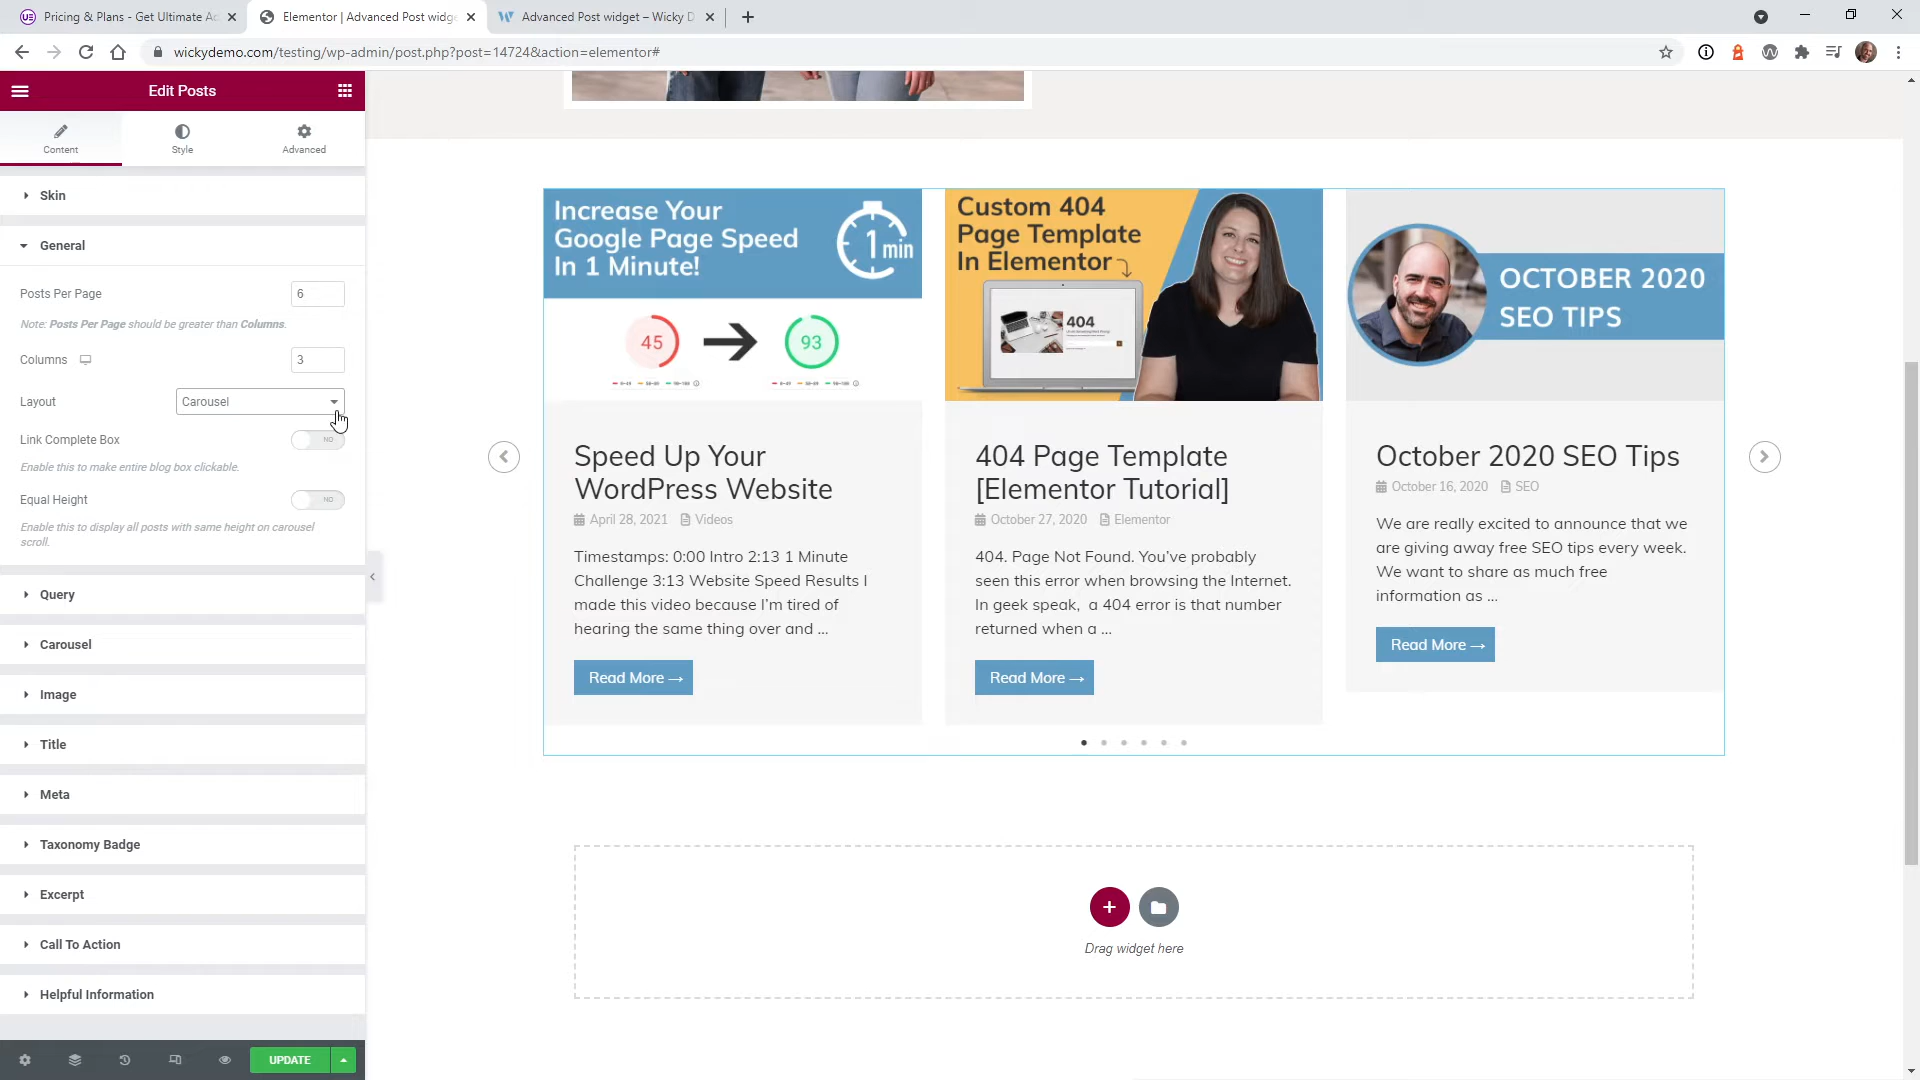 Pricing & Plans - Get Ultimate Ac
Elementor | Advanced Post widge
Advanced Post widget – Wicky D
wickydemo.com/testing/wp-admin/post.php?post=14724&action=elementor#
Edit Posts
Content
Style
Advanced
Skin
General
Posts Per Page
6
Note: Posts Per Page should be greater than Columns.
Columns
3
Layout
Carousel
Link Complete Box
NO
Enable this to make entire blog box clickable.
Equal Height
NO
Enable this to display all posts with same height on carousel
scroll.
Query
Carousel
Image
Title
Meta
Taxonomy Badge
Excerpt
Call To Action
Helpful Information
UPDATE
Increase Your
Google Page Speed
In 1 Minute!
1 min
45
93
Speed Up Your
WordPress Website
April 28, 2021
Videos
Timestamps: 0:00 Intro 2:13 1 Minute
Challenge 3:13 Website Speed Results I
made this video because I’m tired of
hearing the same thing over and ...
Read More →
Custom 404
Page Template
In Elementor
404
404 Page Template
[Elementor Tutorial]
October 27, 2020
Elementor
404. Page Not Found. You’ve probably
seen this error when browsing the Internet.
In geek speak, a 404 error is that number
returned when a ...
Read More →
OCTOBER 2020
SEO TIPS
October 2020 SEO Tips
October 16, 2020
SEO
We are really excited to announce that we
are giving away free SEO tips every week.
We want to share as much free
information as ...
Read More →
Drag widget here